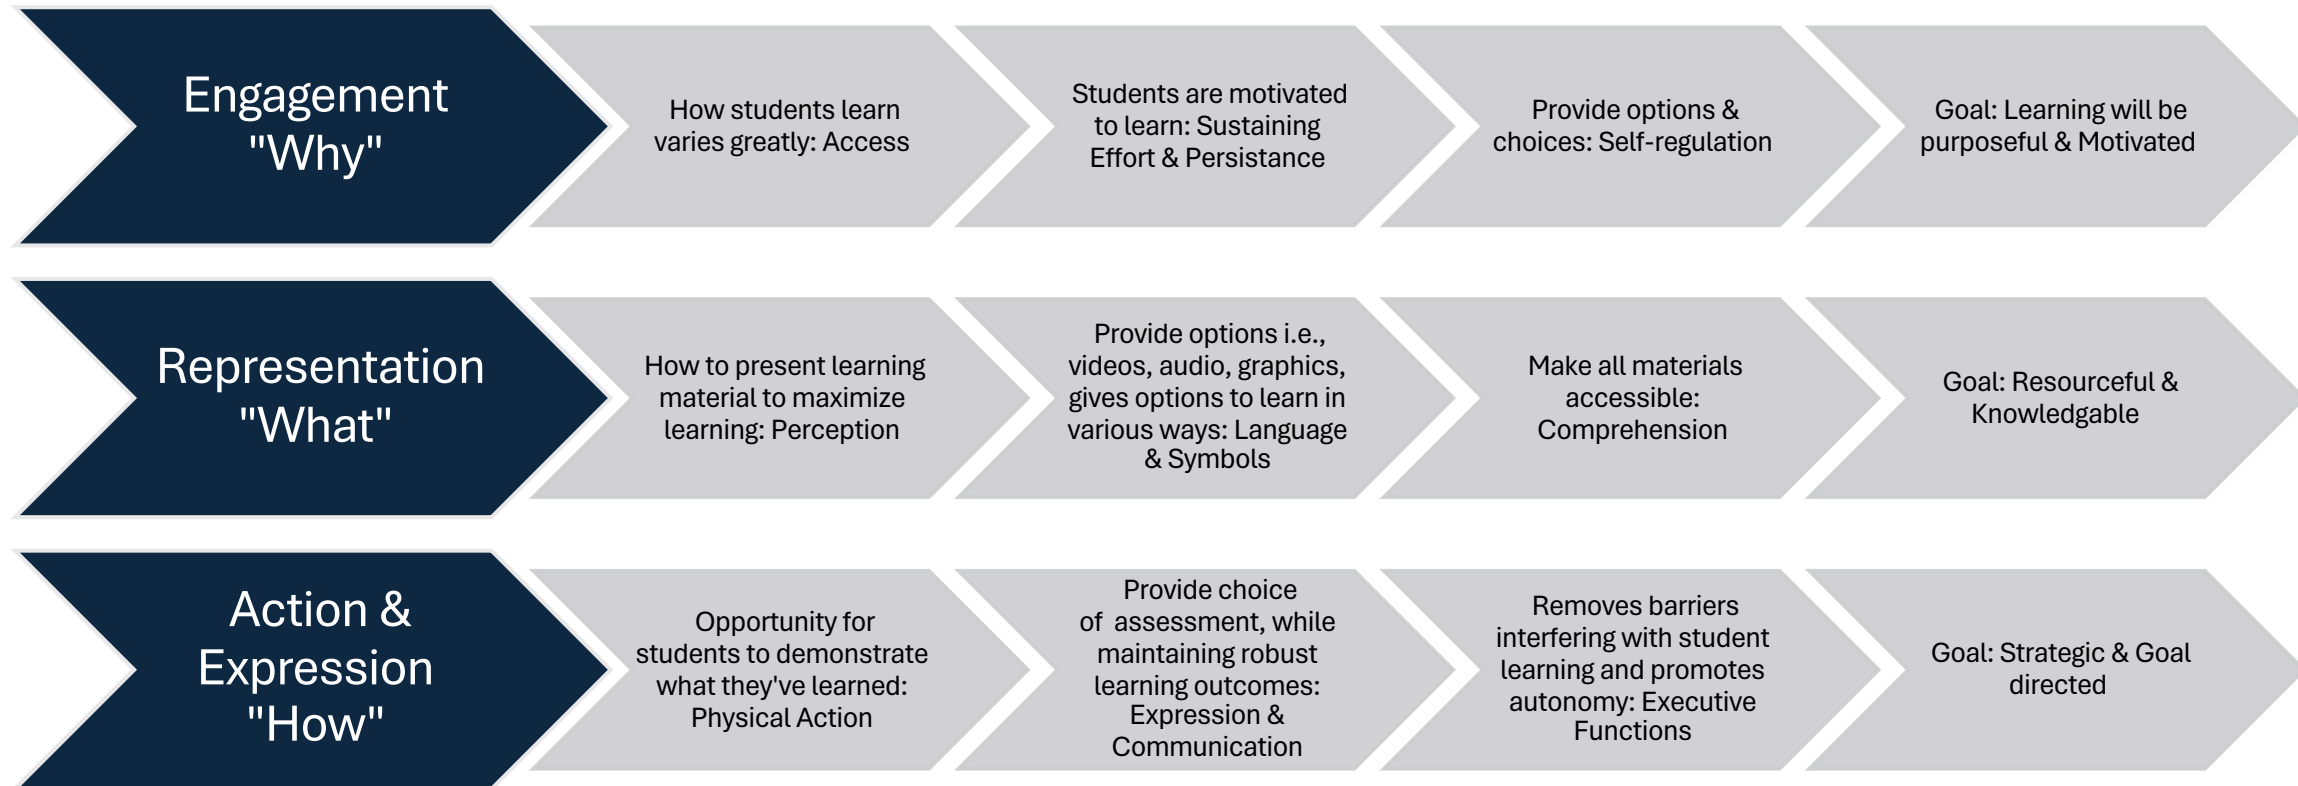 Engagement
"Why"
How students learn
varies greatly: Access
Students are motivated
to learn: Sustaining
Effort & Persistance
Provide options &
choices: Self-regulation
Goal: Learning will be
purposeful & Motivated
Representation
"What"
How to present learning
material to maximize
learning: Perception
Provide options i.e.,
videos, audio, graphics,
gives options to learn in
various ways: Language
& Symbols
Make all materials
accessible:
Comprehension
Goal: Resourceful &
Knowledgable
Action &
Expression
"How"
Opportunity for
students to demonstrate
what they've learned:
Physical Action
Provide choice
of  assessment, while
maintaining robust
learning outcomes:
Expression &
Communication
Removes barriers
interfering with student
learning and promotes
autonomy: Executive
Functions
Goal: Strategic & Goal
directed